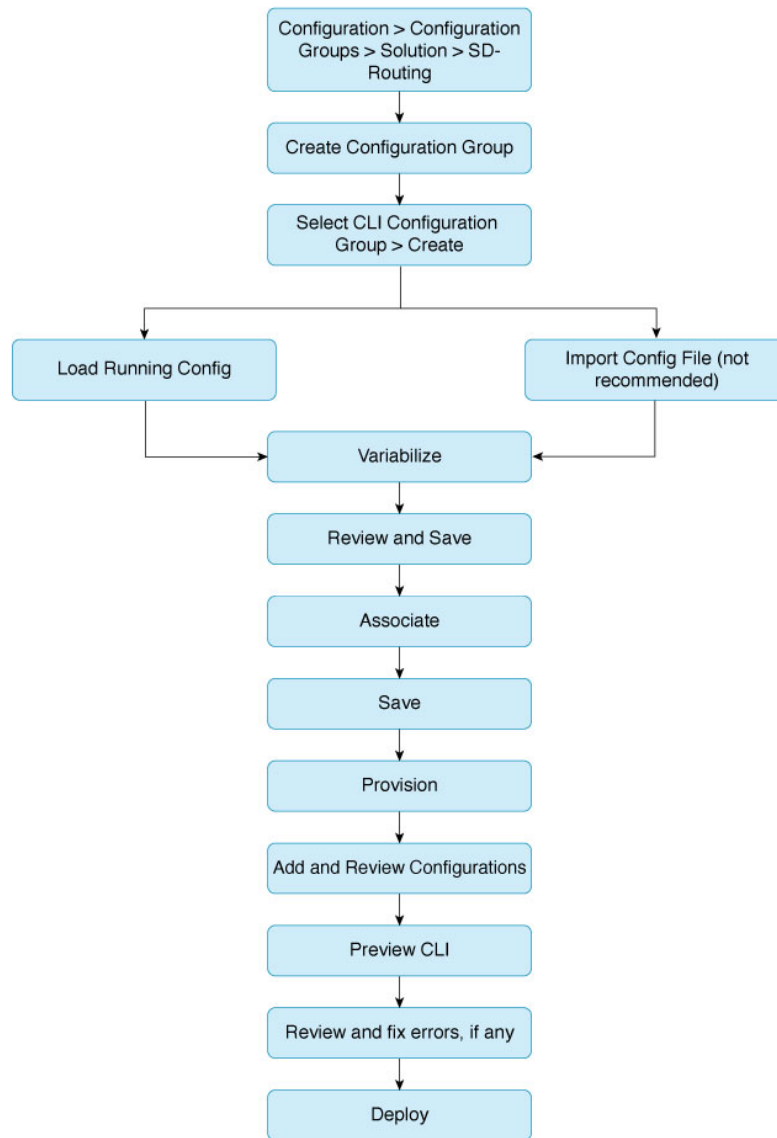 Configuration > Configuration
Groups > Solution > SD-
Routing
Create Configuration Group
Select CLI Configuration
Group > Create
Load Running Config
Import Config File (not
recommended)
Variabilize
Review and Save
Associate
Save
Provision
Add and Review Configurations
Preview CLI
Review and fix errors, if any
Deploy